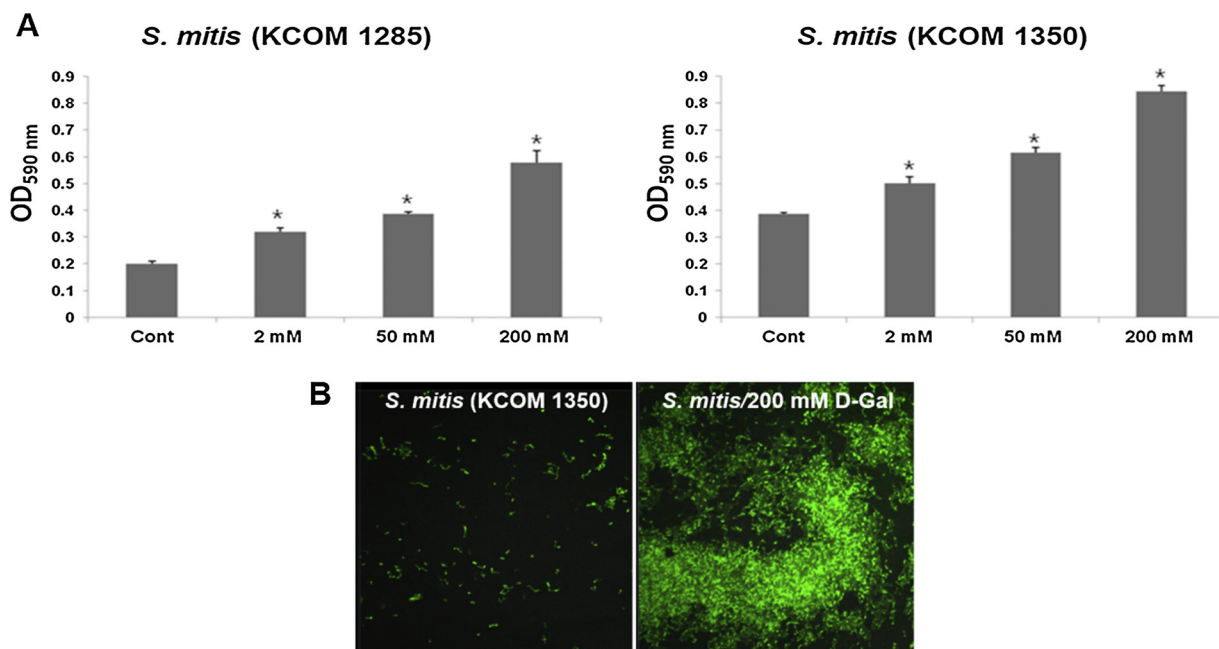 A
S. mitis (KCOM 1285)
S. mitis (KCOM 1350)
OD590 nm
0.9
0.8
0.7
0.6
0.5
0.4
0.3
0.2
0.1
0
*
*
*
Cont 2 mM 50 mM 200 mM
OD590 nm
0.9
0.8
0.7
0.6
0.5
0.4
0.3
0.2
0.1
0
*
*
*
Cont 2 mM 50 mM 200 mM
B
S. mitis (KCOM 1350)
S. mitis/200 mM D-Gal